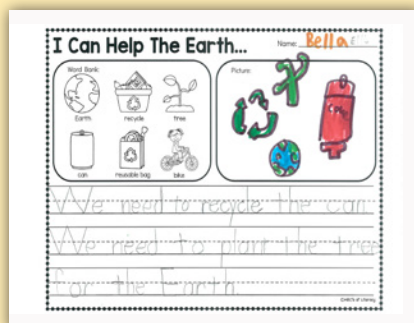 I Can Help The Earth...
Name: Bella
Word Bank:
Earth
recycle
tree
can
reusable bag
bike
Picture:
We need to recycle the can
We need to plant the tree
for the Earth.